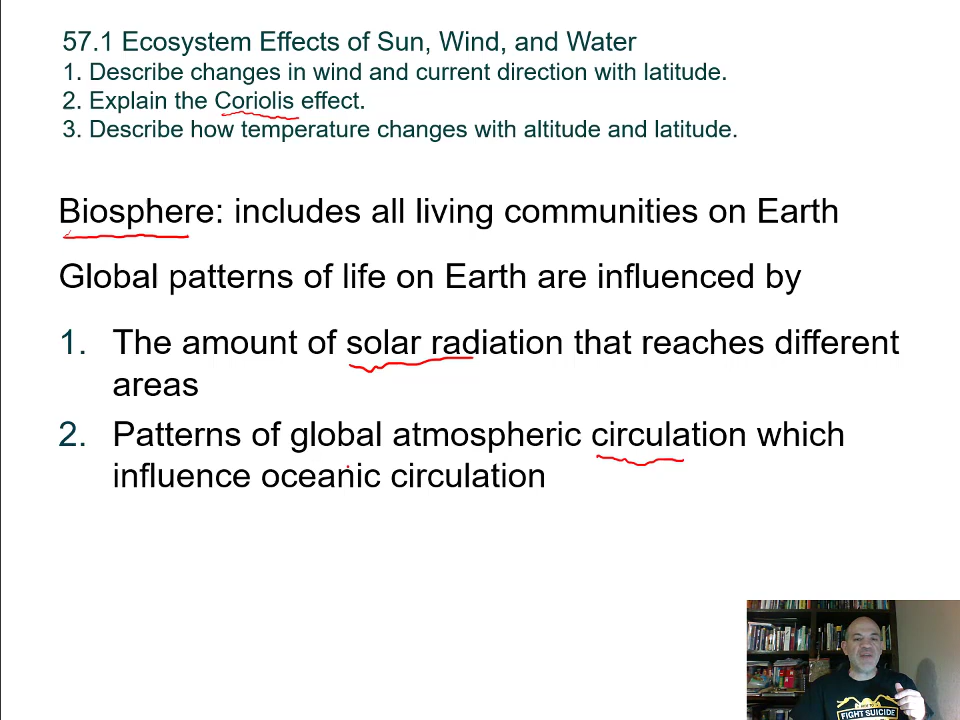 57.1 Ecosystem Effects of Sun, Wind, and Water
1. Describe changes in wind and current direction with latitude.
2. Explain the Coriolis effect.
3. Describe how temperature changes with altitude and latitude.
Biosphere: includes all living communities on Earth
Global patterns of life on Earth are influenced by
1. The amount of solar radiation that reaches different
areas
2. Patterns of global atmospheric circulation which
influence oceanic circulation
FIGHT SUICIDE